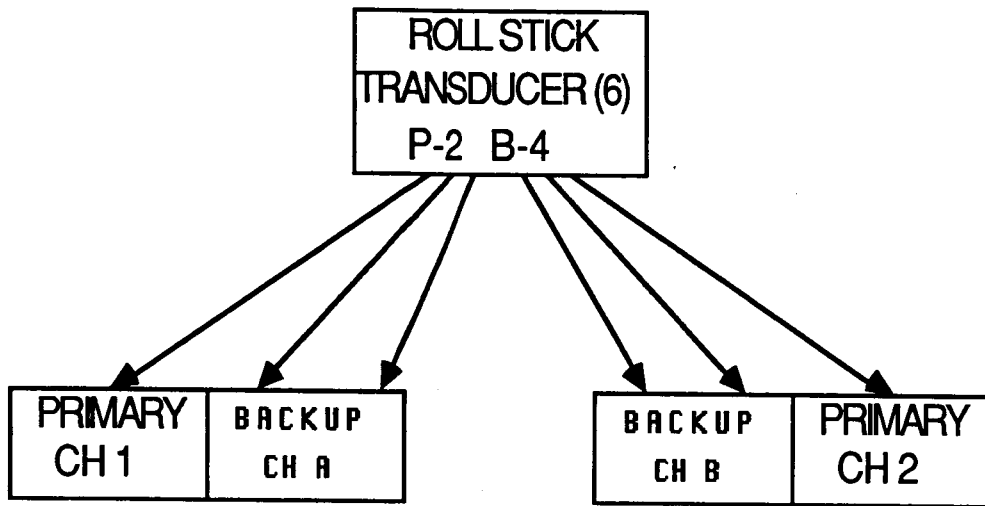 ROLL STICK
TRANSDUCER (6)
P-2 B-4
PRIMARY
CH 1
BACKUP
CH A
BACKUP
CH B
PRIMARY
CH 2